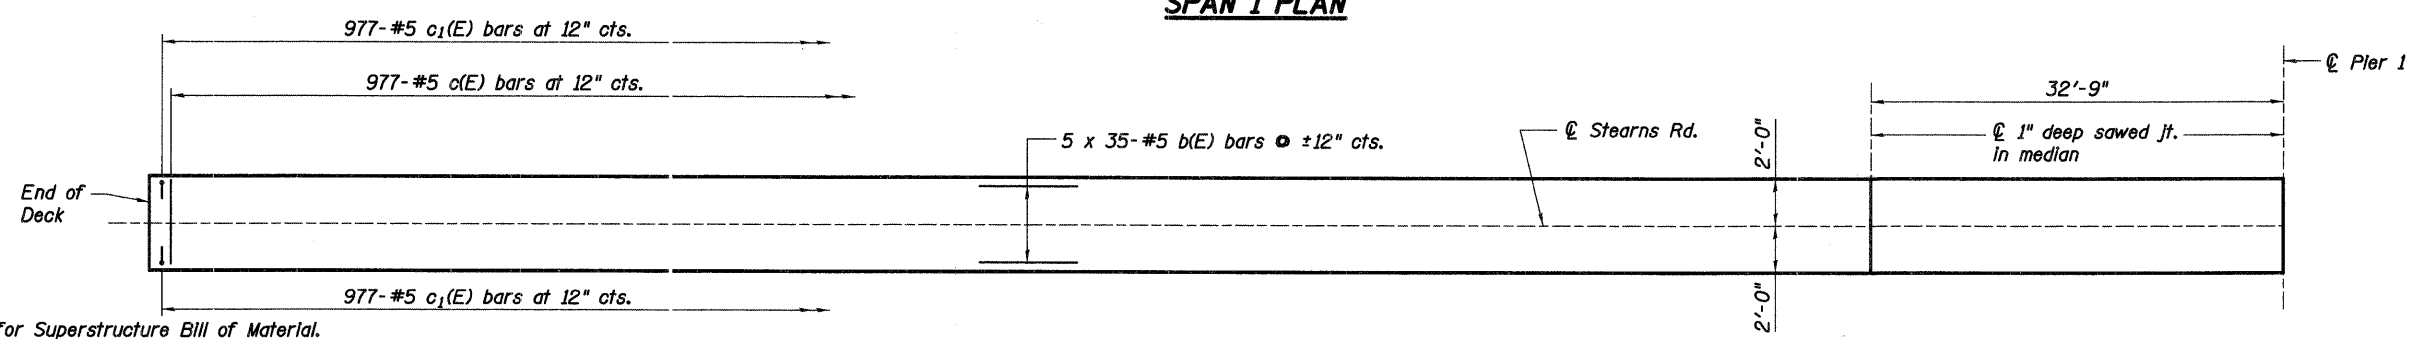 SPAN 1 PLAN
977-#5 c₁(E) bars at 12" cts.
℄ Pier 1
977-#5 c(E) bars at 12" cts.
32'-9"
5 x 35-#5 b(E) bars @ ±12" cts.
℄ Stearns Rd.
2'-0"
℄ 1" deep sawed jt.
in median
End of
Deck
977-#5 c₁(E) bars at 12" cts.
2'-0"
for Superstructure Bill of Material.